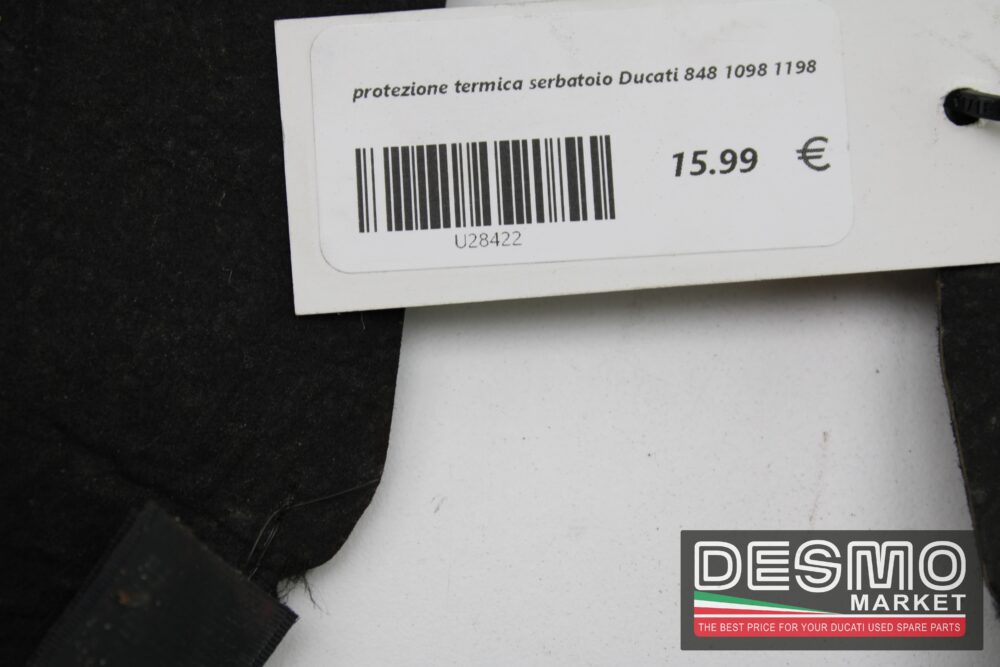 protezione termica serbatoio Ducati 848 1098 1198
15.99 €
U28422
DESMO
MARKET
THE BEST PRICE FOR YOUR DUCATI USED SPARE PARTS